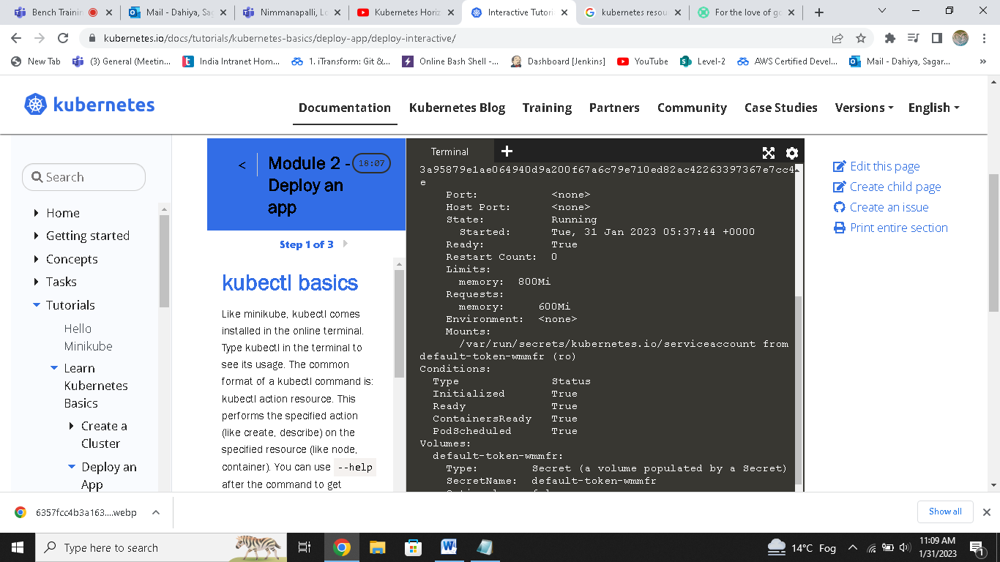 Bench Trainin
Mail - Dahiya, Sag
Nimmanapalli, Lo
Kubernetes Horiz
Interactive Tutori
kubernetes resou
For the love of go
kubernetes.io/docs/tutorials/kubernetes-basics/deploy-app/deploy-interactive/
New Tab
(3) General (Meetin...
India Intranet Hom...
1. iTransform: Git &...
Online Bash Shell -...
Dashboard [Jenkins]
YouTube
Level-2
AWS Certified Devel...
Mail - Dahiya, Sagar...
»
kubernetes
Documentation
Kubernetes Blog
Training
Partners
Community
Case Studies
Versions
English
Search
Home
Getting started
Concepts
Tasks
Tutorials
Hello
Minikube
Learn
Kubernetes
Basics
Create a
Cluster
Deploy an
App
<
Module 2 -
Deploy an
app
18:07
Step 1 of 3
kubectl basics
Like minikube, kubectl comes
installed in the online terminal.
Type kubectl in the terminal to
see its usage. The common
format of a kubectl command is:
kubectl action resource. This
performs the specified action
(like create, describe) on the
specified resource (like node,
container). You can use --help
after the command to get
Terminal
3a95879e1ae064940d9a200f67a6c79e710ed82ac42263397367e7cc4
e
Port: <none>
Host Port: <none>
State: Running
Started: Tue, 31 Jan 2023 05:37:44 +0000
Ready: True
Restart Count: 0
Limits:
memory: 800Mi
Requests:
memory: 600Mi
Environment: <none>
Mounts:
/var/run/secrets/kubernetes.io/serviceaccount from
default-token-wmmfr (ro)
Conditions:
Type Status
Initialized True
Ready True
ContainersReady True
PodScheduled True
Volumes:
default-token-wmmfr:
Type: Secret (a volume populated by a Secret)
SecretName: default-token-wmmfr
Edit this page
Create child page
Create an issue
Print entire section
6357fcc4b3a163....webp
Show all
Type here to search
14°C Fog
11:09 AM
1/31/2023
1